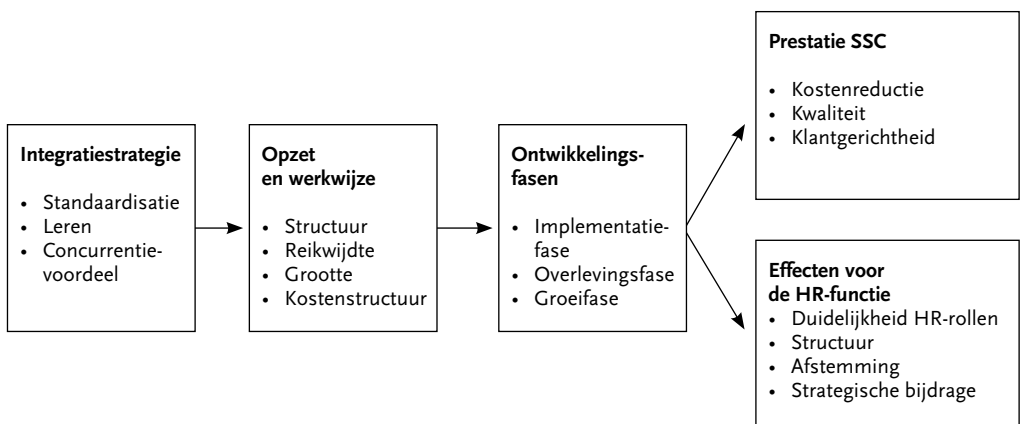 Integratiestrategie
• Standaardisatie
• Leren
• Concurrentie-
voordeel
Opzet
en werkwijze
• Structuur
• Reikwijdte
• Grootte
• Kostenstructuur
Ontwikkelings-
fasen
• Implementatie-
fase
• Overlevingsfase
• Groeifase
Prestatie SSC
• Kostenreductie
• Kwaliteit
• Klantgerichtheid
Effecten voor
de HR-functie
• Duidelijkheid HR-rollen
• Structuur
• Afstemming
• Strategische bijdrage